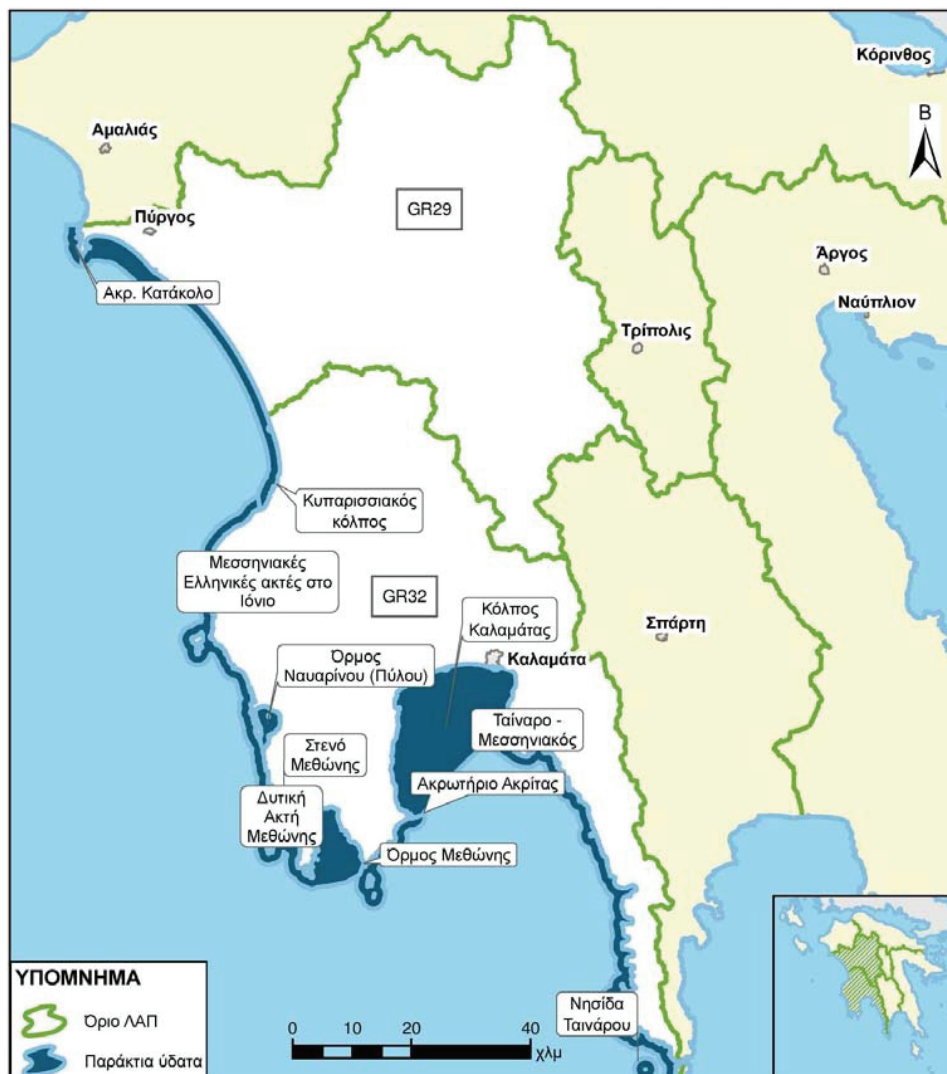 Κόρινθος
Β
Αμαλιάς
Πύργος
GR29
Άργος
Ακρ. Κατάκολο
Ναύπλιον
Τρίπολις
Κυπαρισσιακός
κόλπος
Μεσσηνιακές
Ελληνικές ακτές στο
Ιόνιο
GR32
Κόλπος
Καλαμάτας
Σπάρτη
Όρμος
Ναυαρίνου (Πύλου)
Καλαμάτα
Στενό
Μεθώνης
Ταίναρο -
Μεσσηνιακός
Δυτική
Ακτή
Μεθώνης
Ακρωτήριο Ακρίτας
Όρμος Μεθώνης
ΥΠΟΜΝΗΜΑ
Όριο ΛΑΠ
Παράκτια ύδατα
0 10 20 40
χλμ
Νησίδα
Ταινάρου